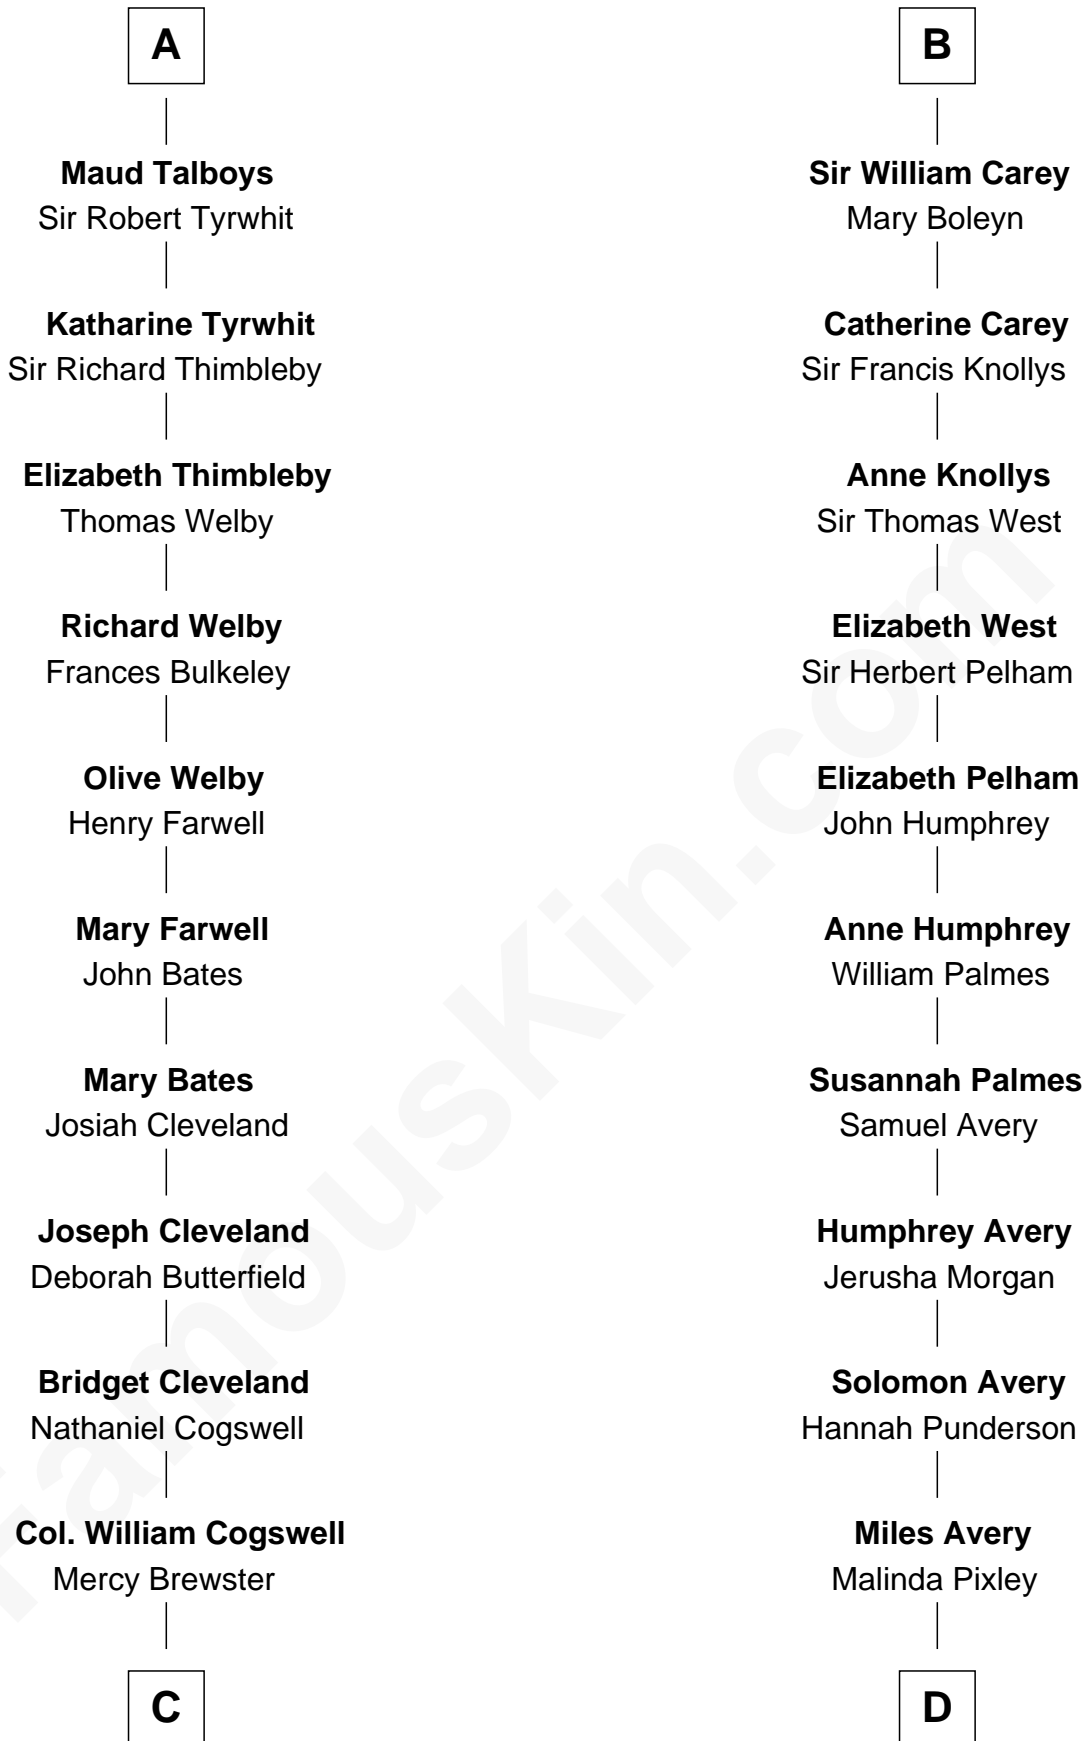 A
Maud Talboys
Sir Robert Tyrwhit
Katharine Tyrwhit
Sir Richard Thimbleby
Elizabeth Thimbleby
Thomas Welby
Richard Welby
Frances Bulkeley
Olive Welby
Henry Farwell
Mary Farwell
John Bates
Mary Bates
Josiah Cleveland
Joseph Cleveland
Deborah Butterfield
Bridget Cleveland
Nathaniel Cogswell
Col. William Cogswell
Mercy Brewster
C
B
Sir William Carey
Mary Boleyn
Catherine Carey
Sir Francis Knollys
Anne Knollys
Sir Thomas West
Elizabeth West
Sir Herbert Pelham
Elizabeth Pelham
John Humphrey
Anne Humphrey
William Palmes
Susannah Palmes
Samuel Avery
Humphrey Avery
Jerusha Morgan
Solomon Avery
Hannah Punderson
Miles Avery
Malinda Pixley
D
FamousKin.com